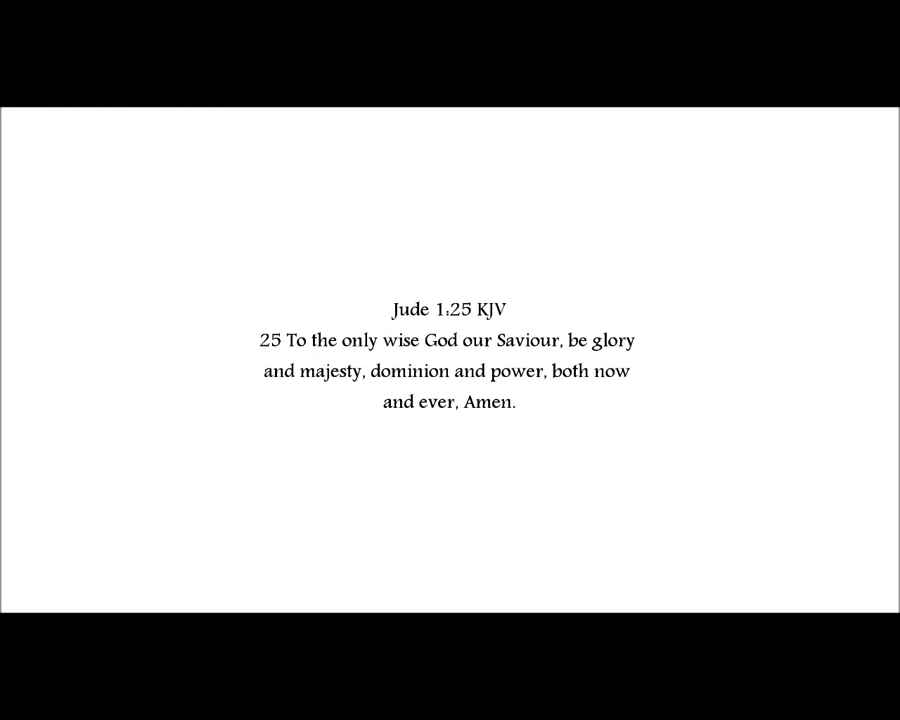 Jude 1:25 KJV
25 To the only wise God our Saviour, be glory
and majesty, dominion and power, both now
and ever, Amen.